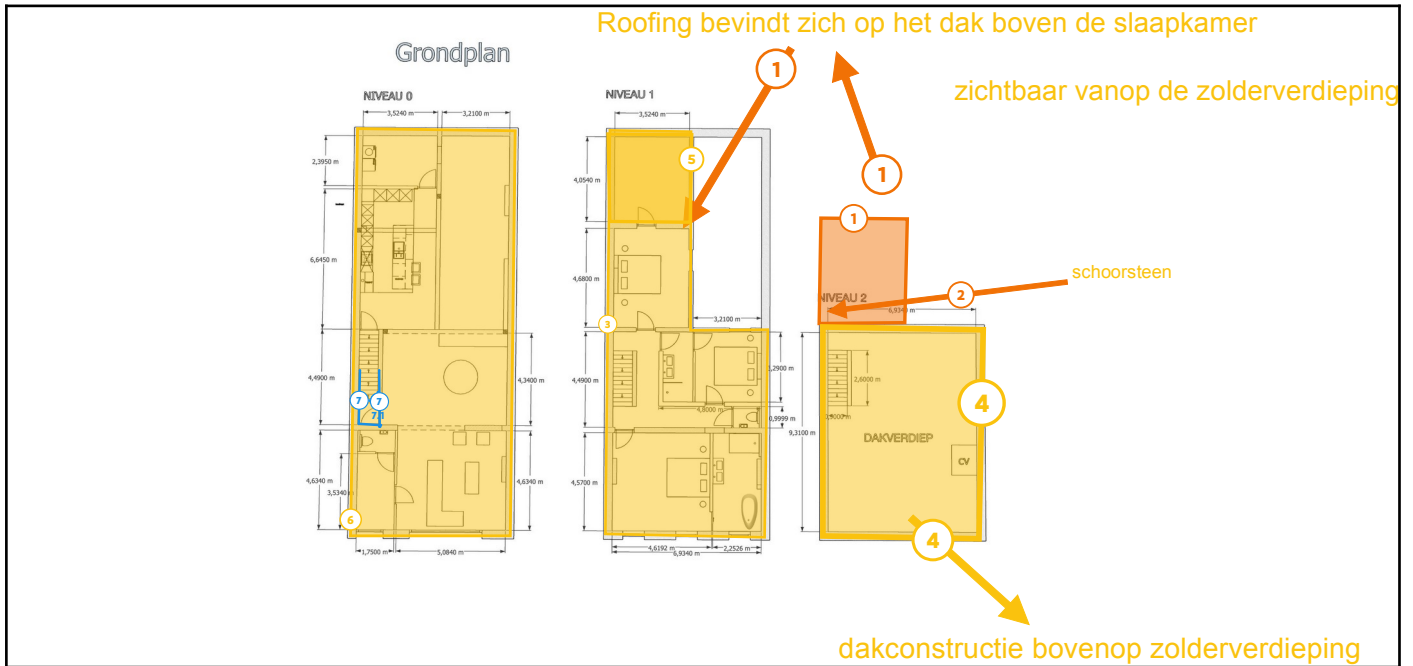 Roofing bevindt zich op het dak boven de slaapkamer
Grondplan
1
zichtbaar vanop de zolderverdieping
NIVEAU 0
NIVEAU 1
3,5240 m
3,2100 m
3,5240 m
5
2,3950 m
4,0540 m
1
1
6,6450 m
4,6800 m
schoorsteen
NIVEAU 2
2
6,9340 m
3,2100 m
3
4,4900 m
4,3400 m
4,4900 m
2,2900 m
2,6000 m
7
7
7.1
4,8000 m
0,9999 m
4
9,3100 m
DAKVERDIEP
CV
4,6340 m
3,5340 m
4,6340 m
4,5700 m
6
4
1,7500 m
5,0840 m
4,6192 m
2,2526 m
6,9340 m
dakconstructie bovenop zolderverdieping